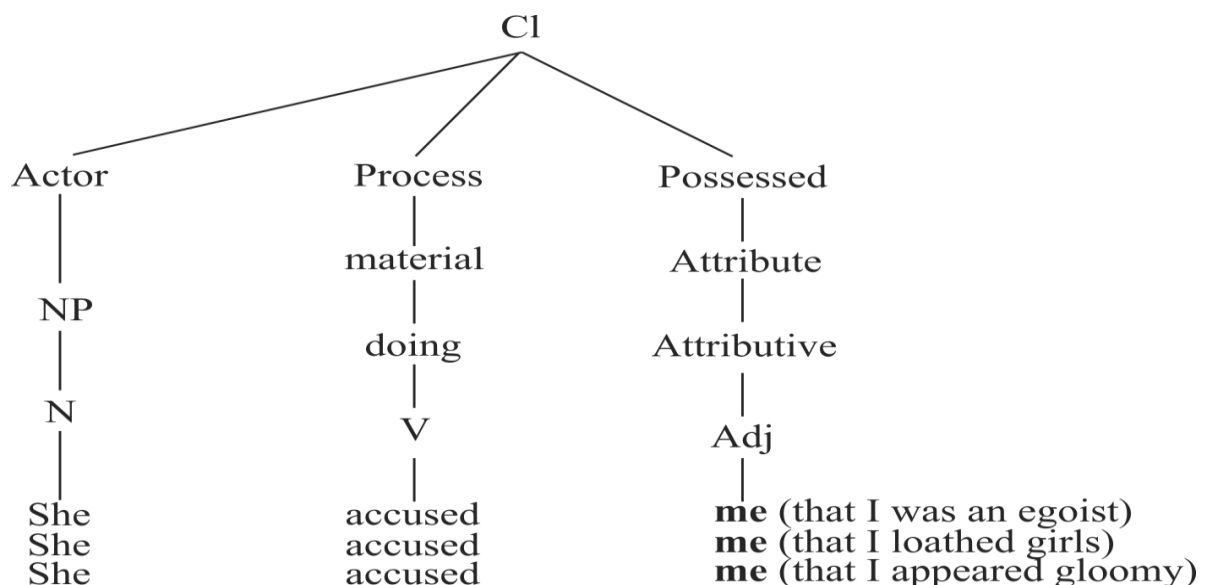 Cl
Actor Process Possessed
material Attribute
NP
doing Attributive
N
V Adj
She accused me (that I was an egoist)
She accused me (that I loathed girls)
She accused me (that I appeared gloomy)